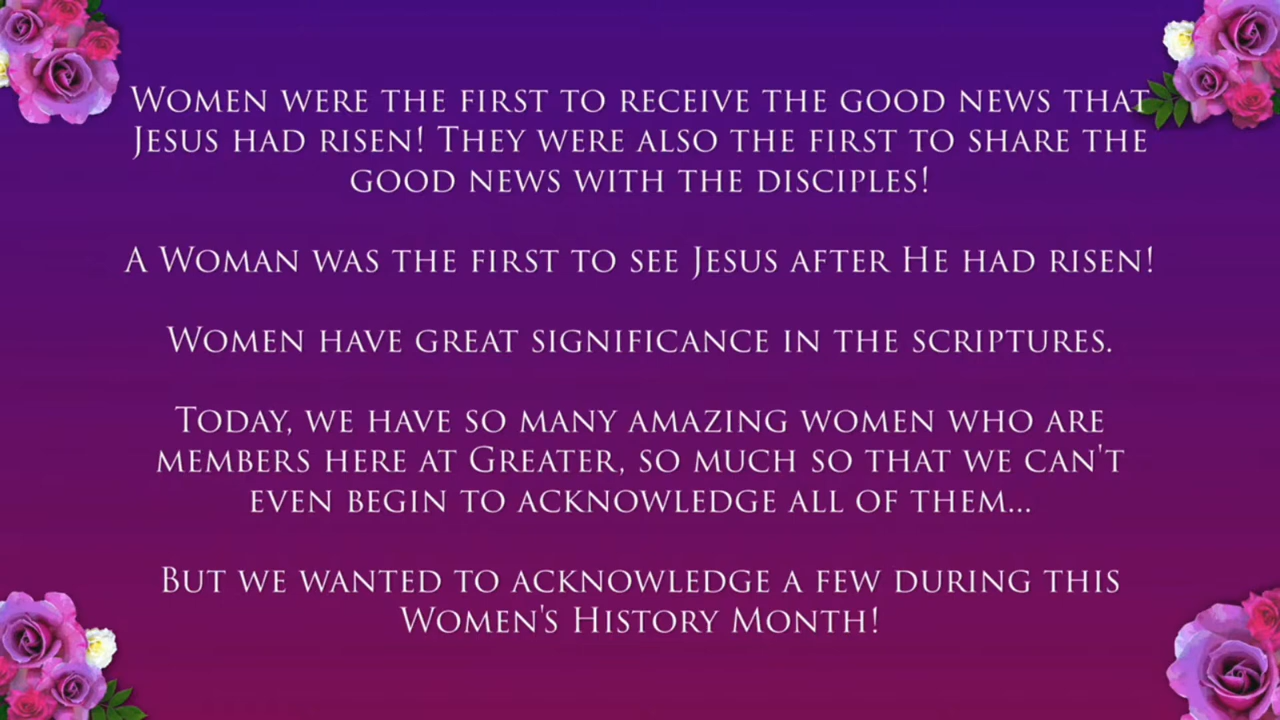 Women were the first to receive the good news that
Jesus had risen! They were also the first to share the
good news with the disciples!
A Woman was the first to see Jesus after He had risen!
Women have great significance in the scriptures.
Today, we have so many amazing women who are
members here at Greater, so much so that we can't
even begin to acknowledge all of them...
But we wanted to acknowledge a few during this
Women's History Month!